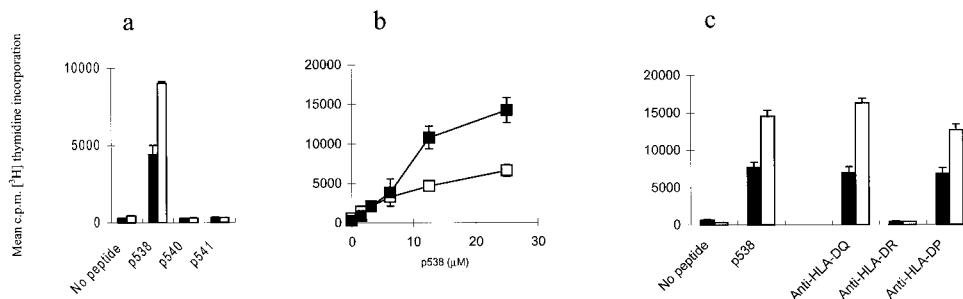 a
b
c
Mean c.p.m. [³H] thymidine incorporation
10000
5000
0
No peptide
p538
p540
p541
20000
15000
10000
5000
0
0
10
20
30
p538 (μM)
20000
15000
10000
5000
0
No peptide
p538
Anti-HLA-DQ
Anti-HLA-DR
Anti-HLA-DP